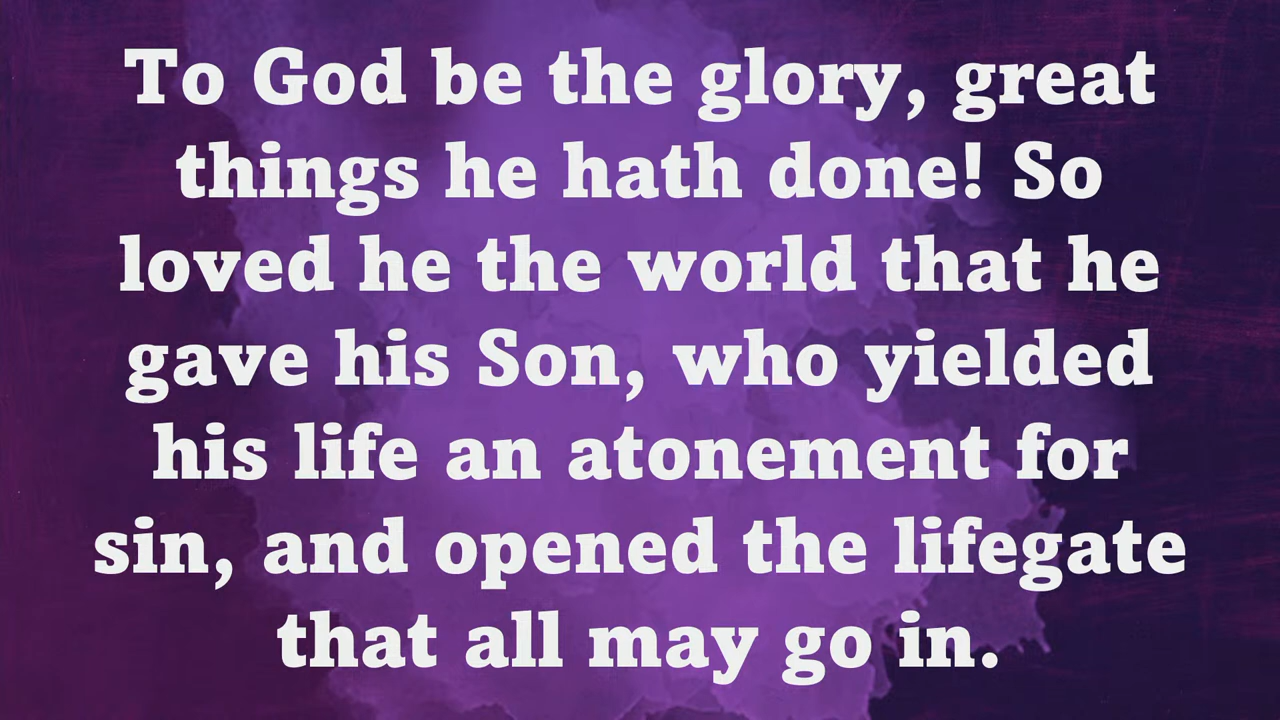 To God be the glory, great
things he hath done! So
loved he the world that he
gave his Son, who yielded
his life an atonement for
sin, and opened the lifegate
that all may go in.